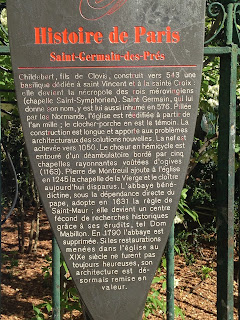 Histoire de Paris
Saint-Germain-des-Prés
Childebert, fils de Clovis, construit vers 543 une
basilique dédiée à saint Vincent et à la sainte Croix ;
elle devient la nécropole des rois mérovingiens
(chapelle Saint-Symphorien). Saint Germain, qui lui
donne son nom, y est lui aussi inhumé en 576. Pillée
par les Normands, l'église est réédifiée à partir de
l'an mille ; le clocher-porche en est le témoin. La
construction est longue et apporte aux problèmes
architecturaux des solutions nouvelles. La nef est
achevée vers 1050. Le chœur en hémicycle est
entouré d'un déambulatoire bordé par cinq
chapelles rayonnantes voûtées d'ogives
(1163). Pierre de Montreuil ajoute à l'église
en 1245 la chapelle de la Vierge et le cloître
aujourd'hui disparus. L'abbaye béné-
dictine, sous la dépendance directe du
pape, adopte en 1631 la règle de
Saint-Maur ; elle devient un centre
fécond de recherches historiques
grâce à ses érudits, tel Dom
Mabillon. En 1790 l'abbaye est
supprimée. Si les restaurations
menées dans l'église au
XIXe siècle ne furent pas
toujours heureuses, son
architecture est dé-
sormais remise en
valeur.